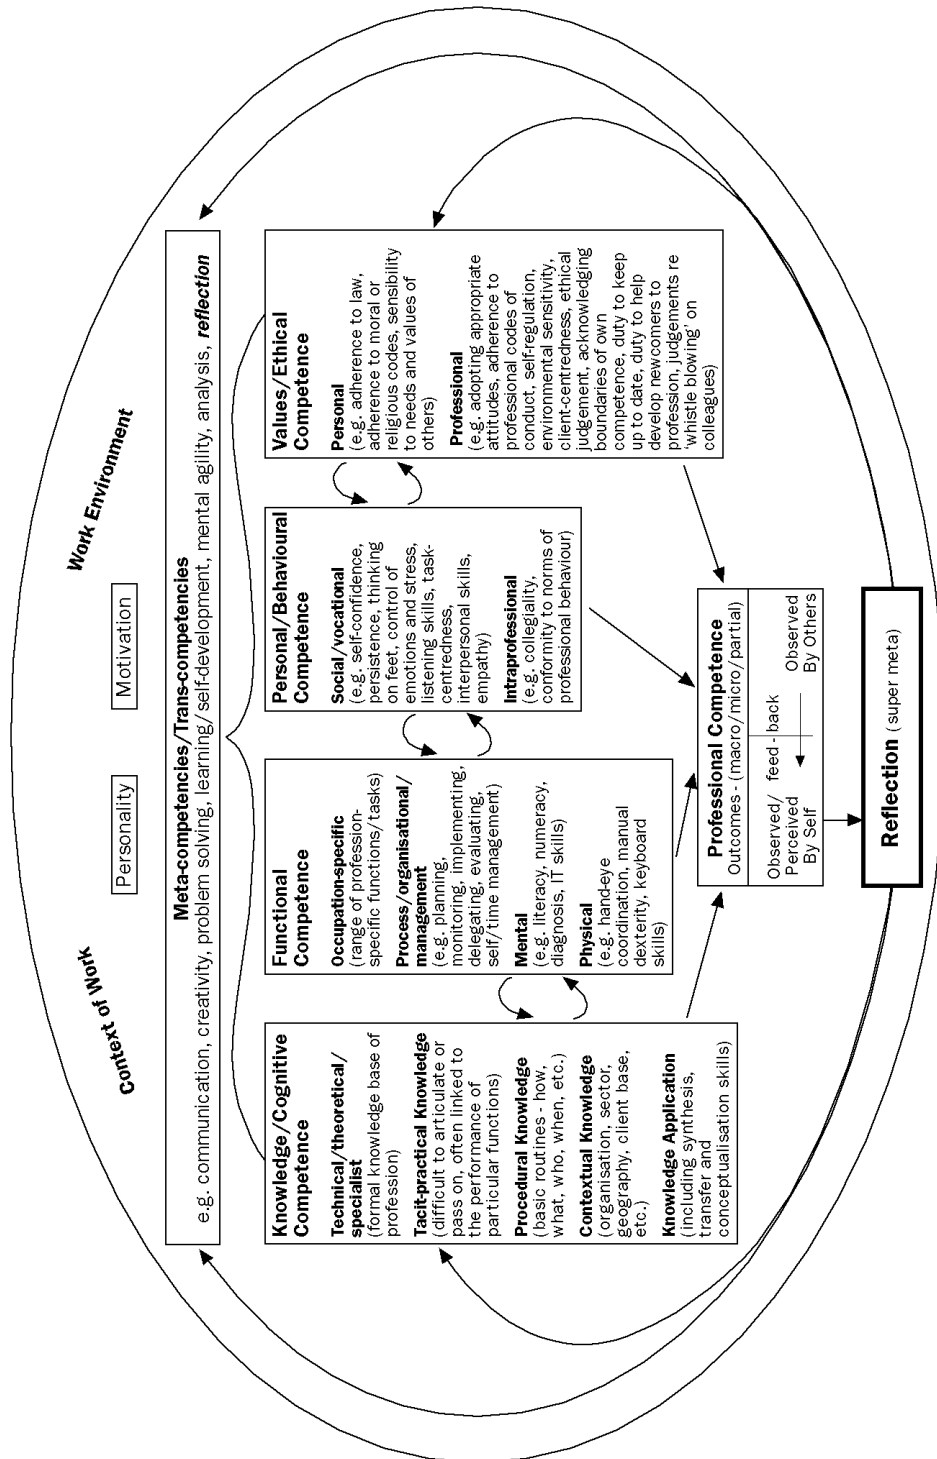 Context of Work
Personality
Motivation
Work Environment
Meta-competencies/Trans-competencies
e.g. communication, creativity, problem solving, learning/self-development, mental agility, analysis, reflection
Knowledge/Cognitive
Competence
Technical/theoretical/
specialist
(formal knowledge base of
profession)
Tacit-practical Knowledge
(difficult to articulate or
pass on, often linked to
the performance of
particular functions)
Procedural Knowledge
(basic routines - how,
what, who, when, etc.)
Contextual Knowledge
(organisation, sector,
geography, client base,
etc.)
Knowledge Application
(including synthesis,
transfer and
conceptualisation skills)
Functional
Competence
Occupation-specific
(range of profession-
specific functions/tasks)
Process/organisational/
management
(e.g. planning,
monitoring, implementing,
delegating, evaluating,
self/time management)
Mental
(e.g. literacy, numeracy,
diagnosis, IT skills)
Physical
(e.g. hand-eye
coordination, manual
dexterity, keyboard
skills)
Personal/Behavioural
Competence
Social/vocational
(e.g. self-confidence,
persistence, thinking
on feet, control of
emotions and stress,
listening skills, task-
centredness,
interpersonal skills,
empathy)
Intraprofessional
(e.g. collegiality,
conformity to norms of
professional behaviour)
Values/Ethical
Competence
Personal
(e.g. adherence to law,
adherence to moral or
religious codes, sensibility
to needs and values of
others)
Professional
(e.g. adopting appropriate
attitudes, adherence to
professional codes of
conduct, self-regulation,
environmental sensitivity,
client-centredness, ethical
judgement, acknowledging
boundaries of own
competence, duty to keep
up to date, duty to help
develop newcomers to
profession, judgements re
'whistle blowing' on
colleagues)
Professional Competence
Outcomes - (macro/micro/partial)
Observed/
Perceived
By Self
feed - back
Observed
By Others
Reflection (super meta)